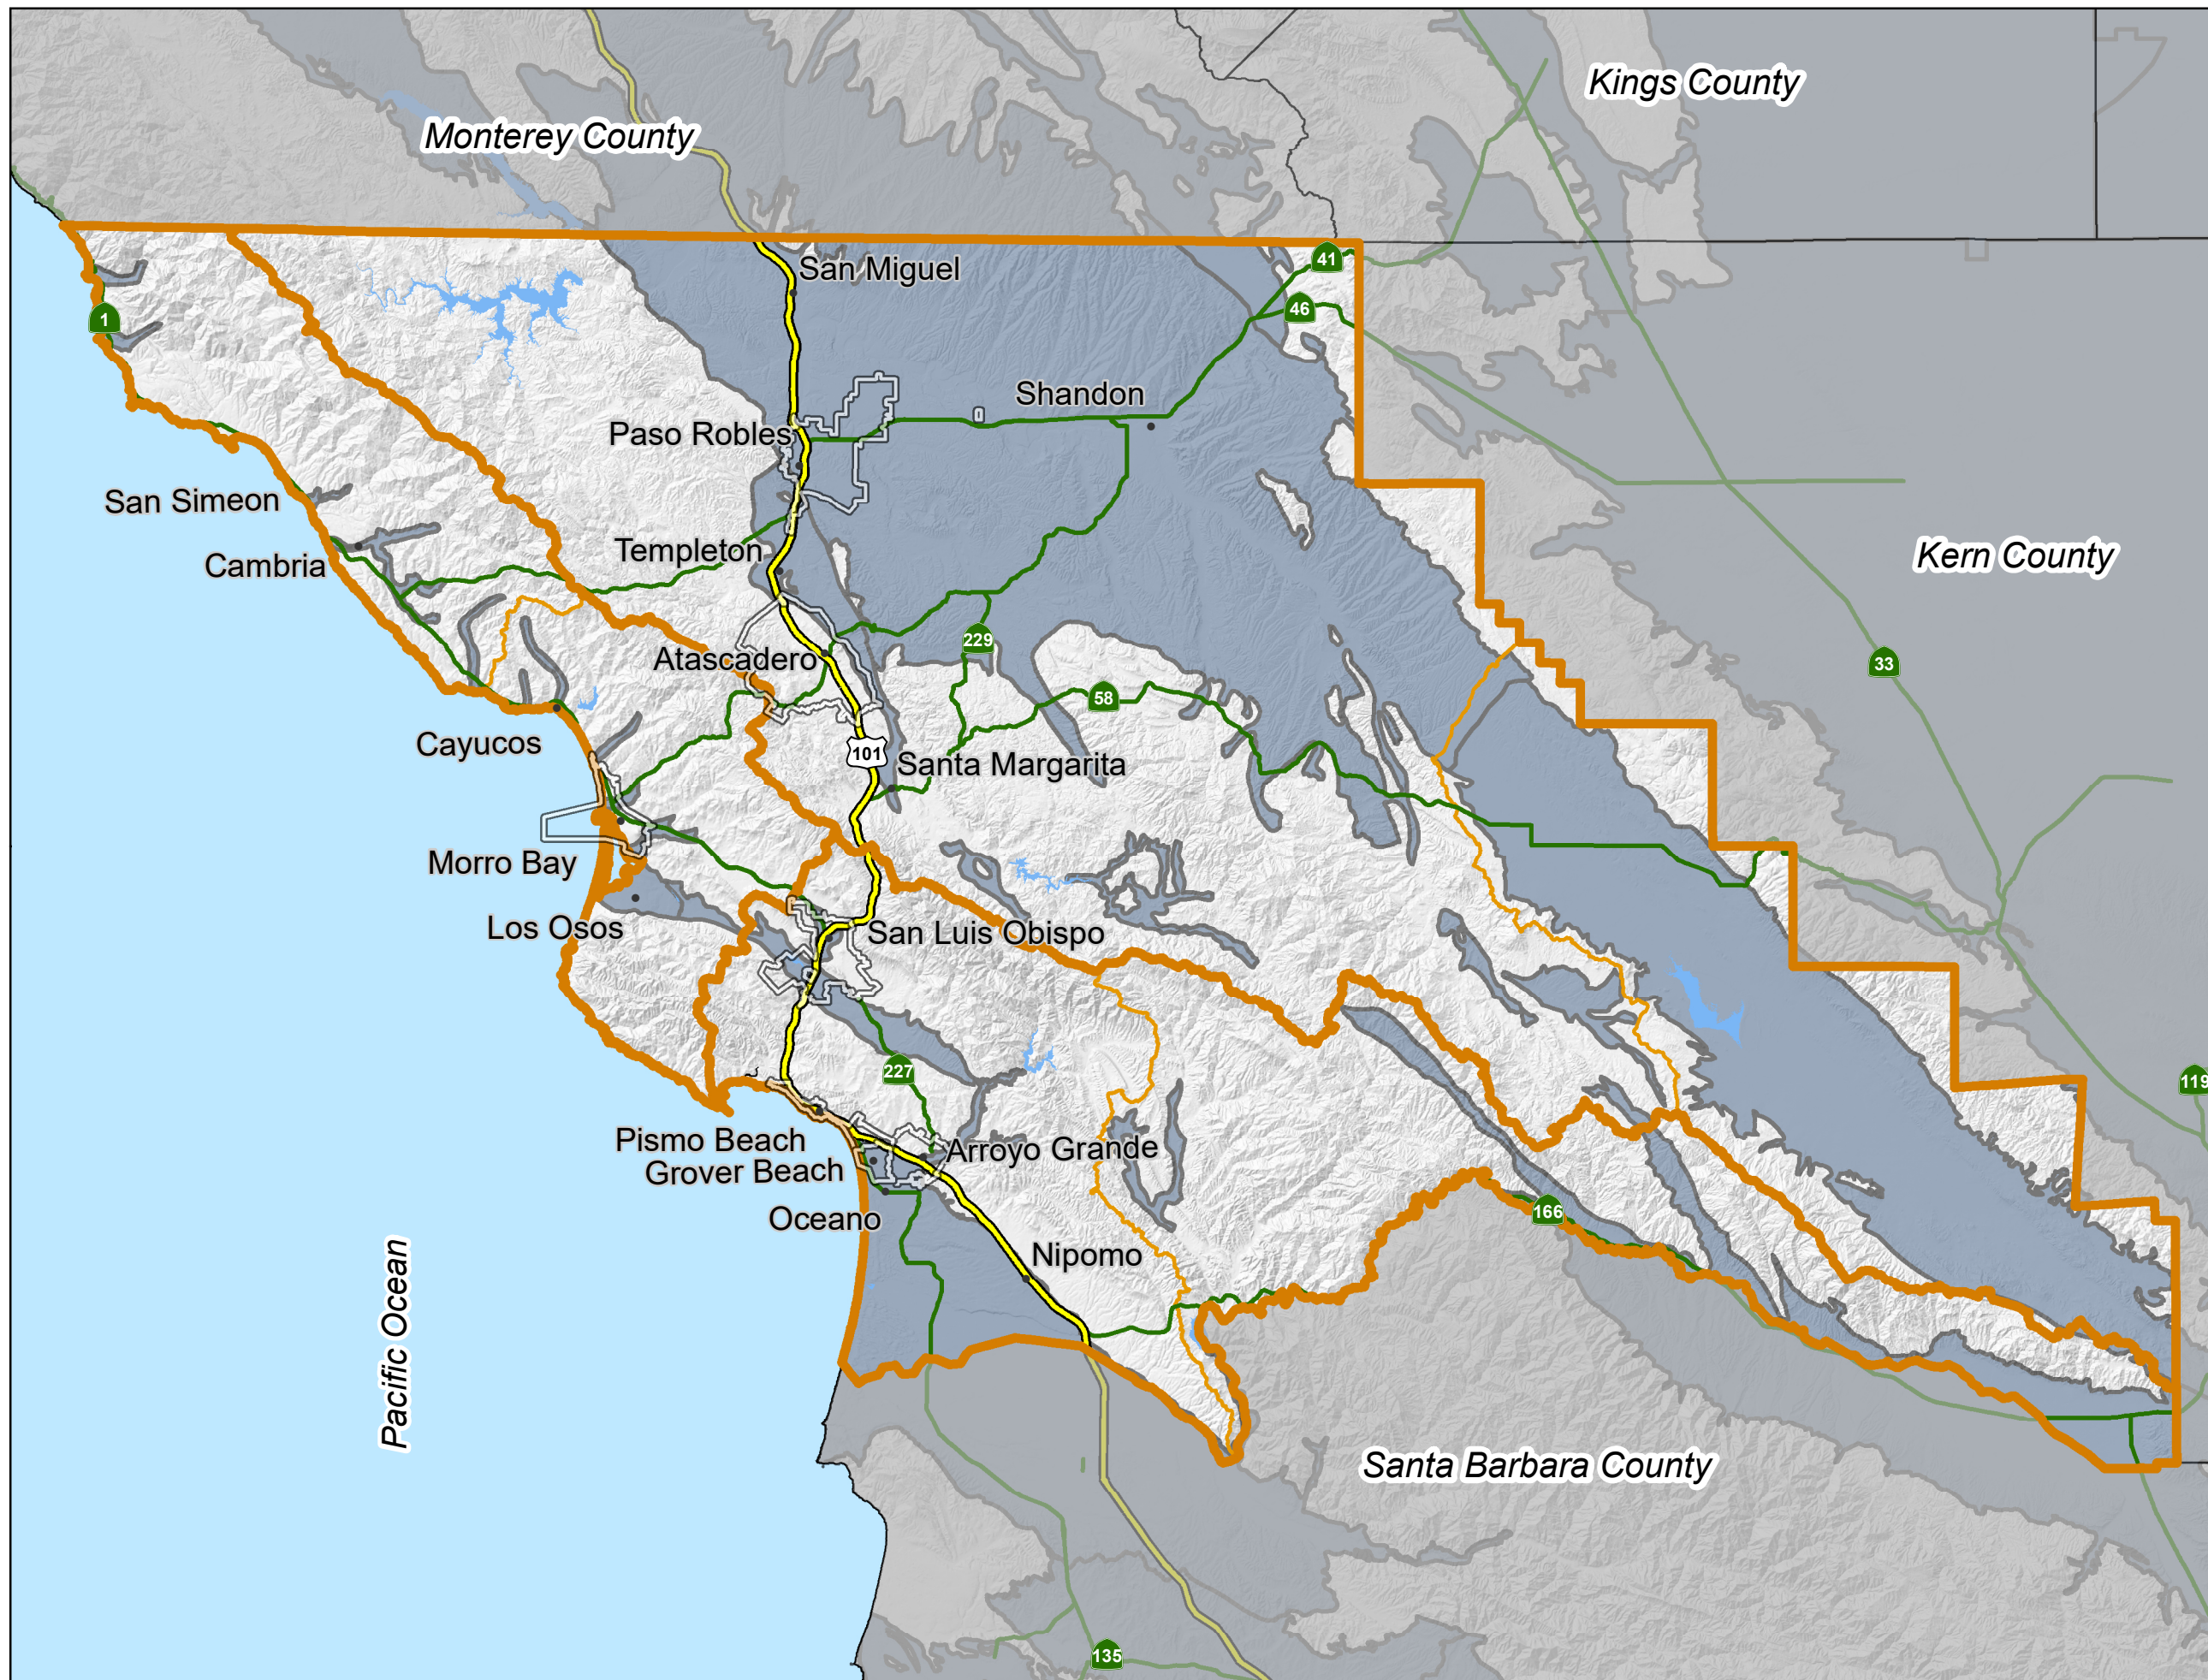 Kings County
Monterey County
41
San Miguel
46
1
Shandon
Paso Robles
San Simeon
Templeton
Kern County
Cambria
229
Atascadero
33
58
Cayucos
101
Santa Margarita
Morro Bay
Los Osos
San Luis Obispo
227
119
Pismo Beach
Arroyo Grande
Grover Beach
166
Oceano
Nipomo
Pacific Ocean
Santa Barbara County
135